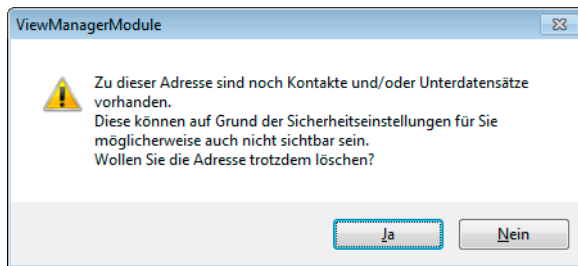 ViewManagerModule
Zu dieser Adresse sind noch Kontakte und/oder Unterdatensätze
vorhanden.
Diese können auf Grund der Sicherheitseinstellungen für Sie
möglicherweise auch nicht sichtbar sein.
Wollen Sie die Adresse trotzdem löschen?
Ja
Nein